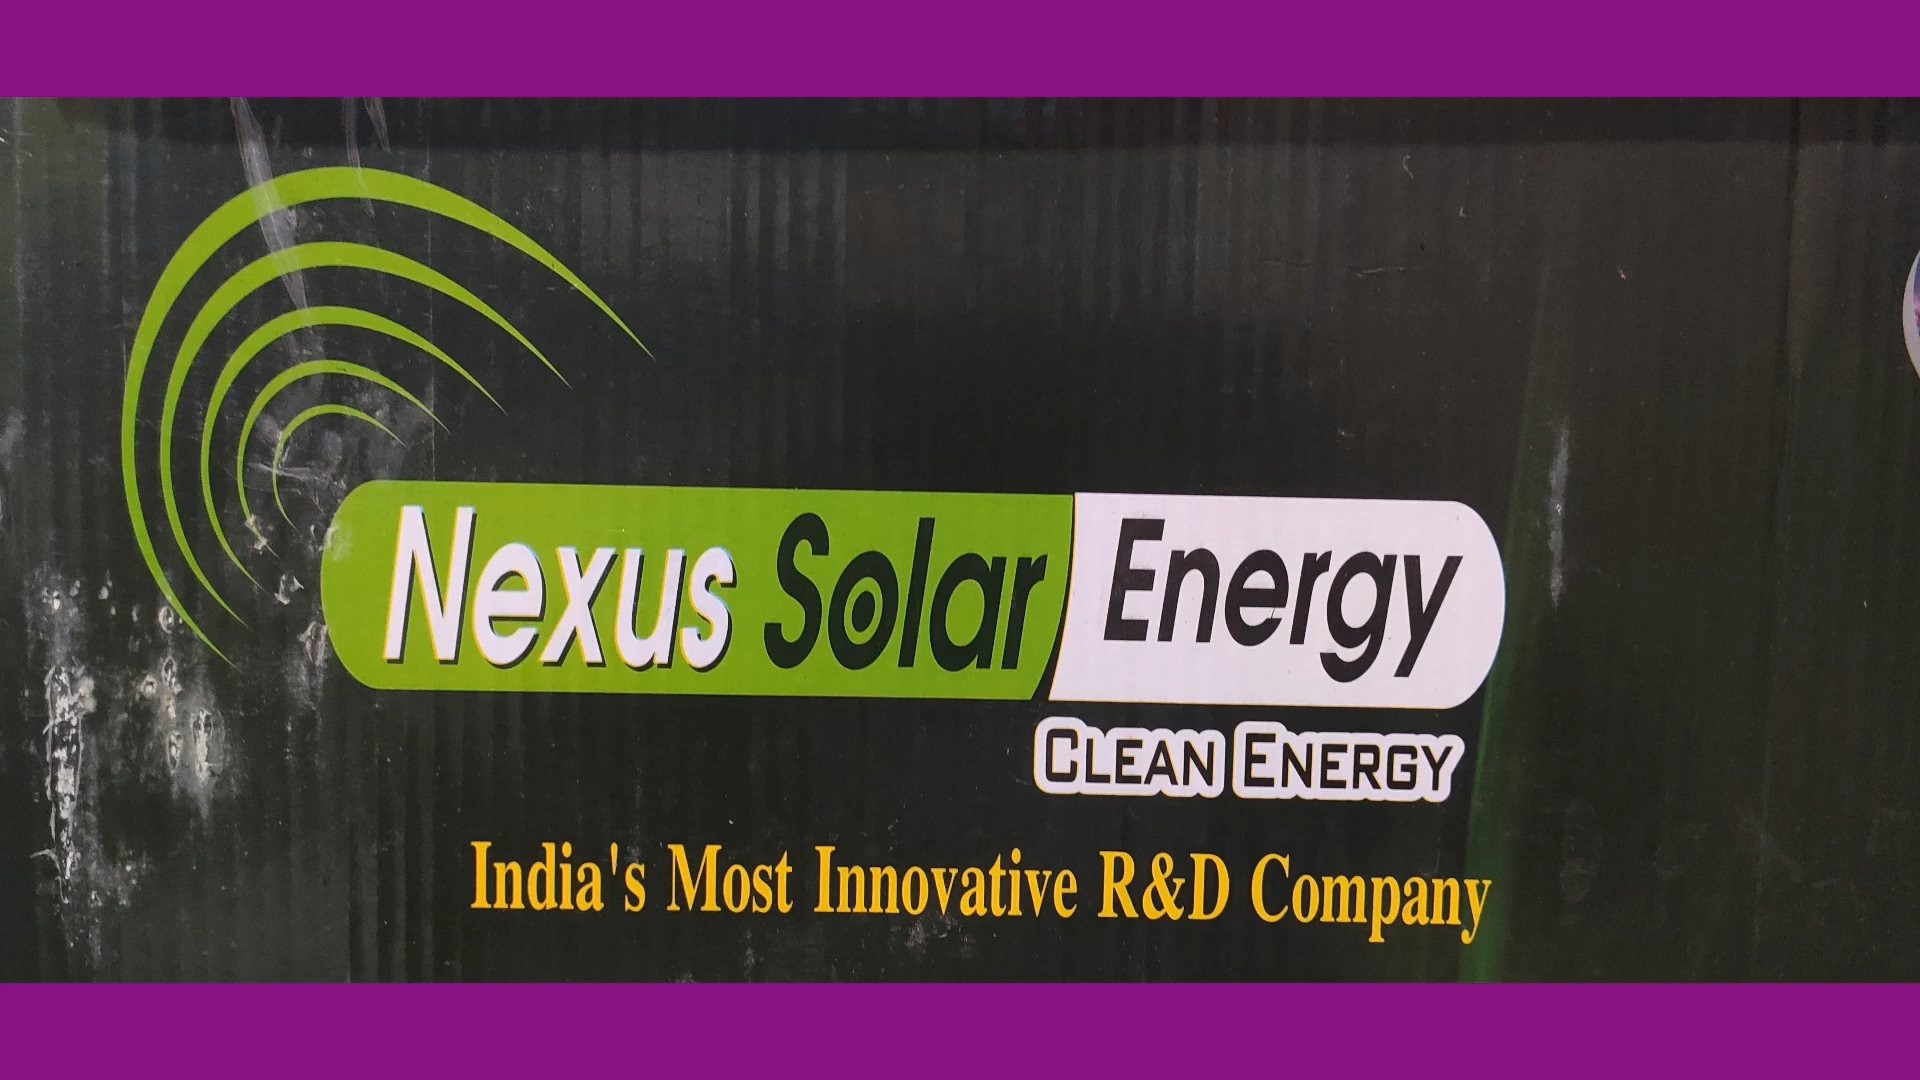 Nexus Solar Energy
CLEAN ENERGY
India's Most Innovative R&D Company